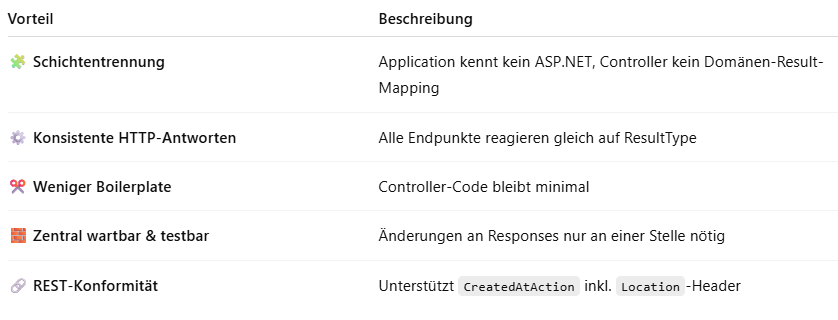 Vorteil Beschreibung
🧩 Schichtentrennung Application kennt kein ASP.NET, Controller kein Domänen-Result-
Mapping
⚙️ Konsistente HTTP-Antworten Alle Endpunkte reagieren gleich auf ResultType
✂️ Weniger Boilerplate Controller-Code bleibt minimal
🧱 Zentral wartbar & testbar Änderungen an Responses nur an einer Stelle nötig
🔗 REST-Konformität Unterstützt CreatedAtAction inkl. Location-Header